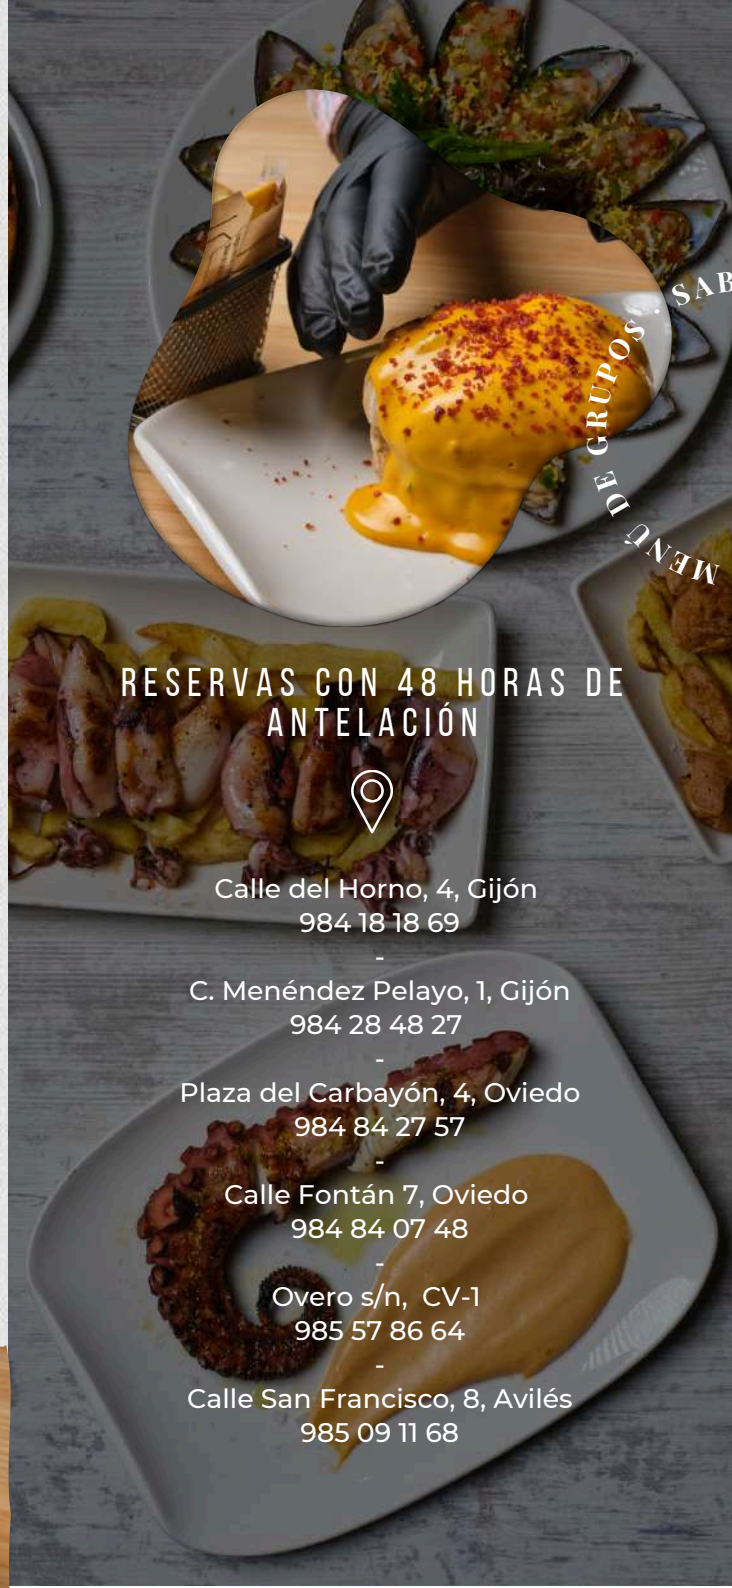 MENÚ DE GRUPOS · SAB
RESERVAS CON 48 HORAS DE
ANTELACIÓN
Calle del Horno, 4, Gijón
984 18 18 69
-
C. Menéndez Pelayo, 1, Gijón
984 28 48 27
-
Plaza del Carbayón, 4, Oviedo
984 84 27 57
-
Calle Fontán 7, Oviedo
984 84 07 48
-
Overo s/n,  CV-1
985 57 86 64
-
Calle San Francisco, 8, Avilés
985 09 11 68